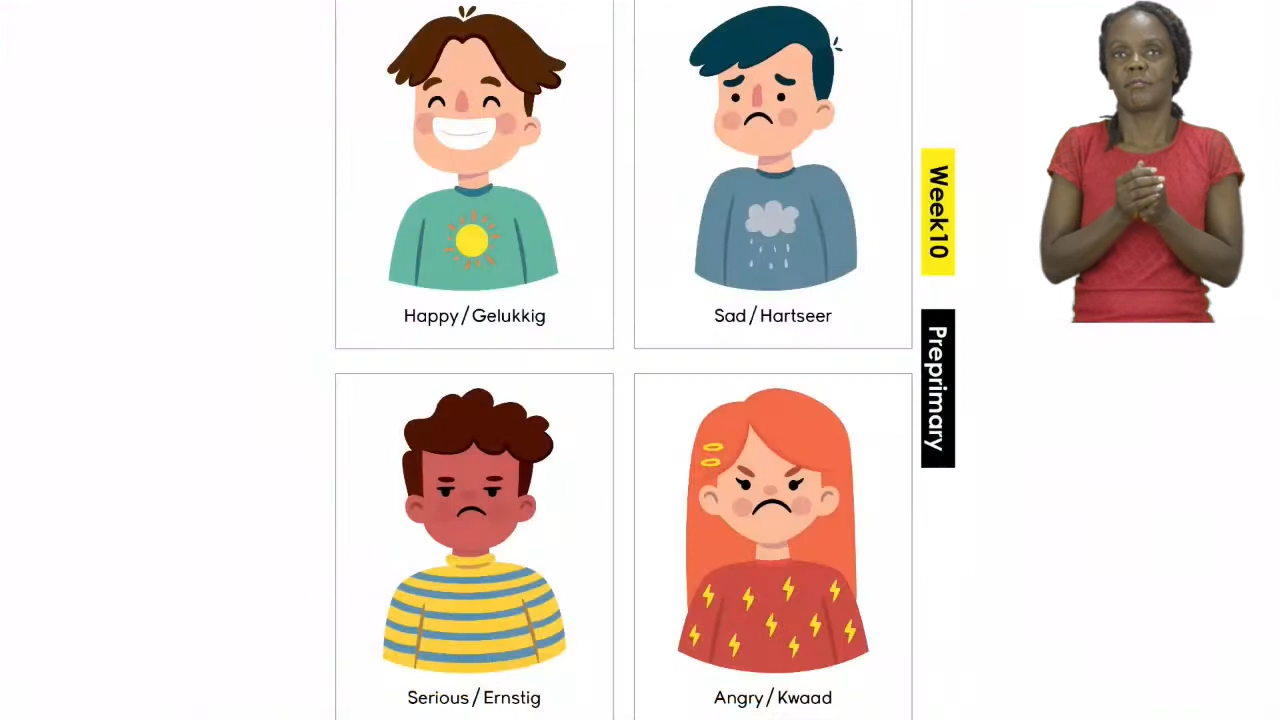 Happy/Gelukkig
Sad/Hartseer
Serious/Ernstig
Angry/Kwaad
Week10
Preprimary